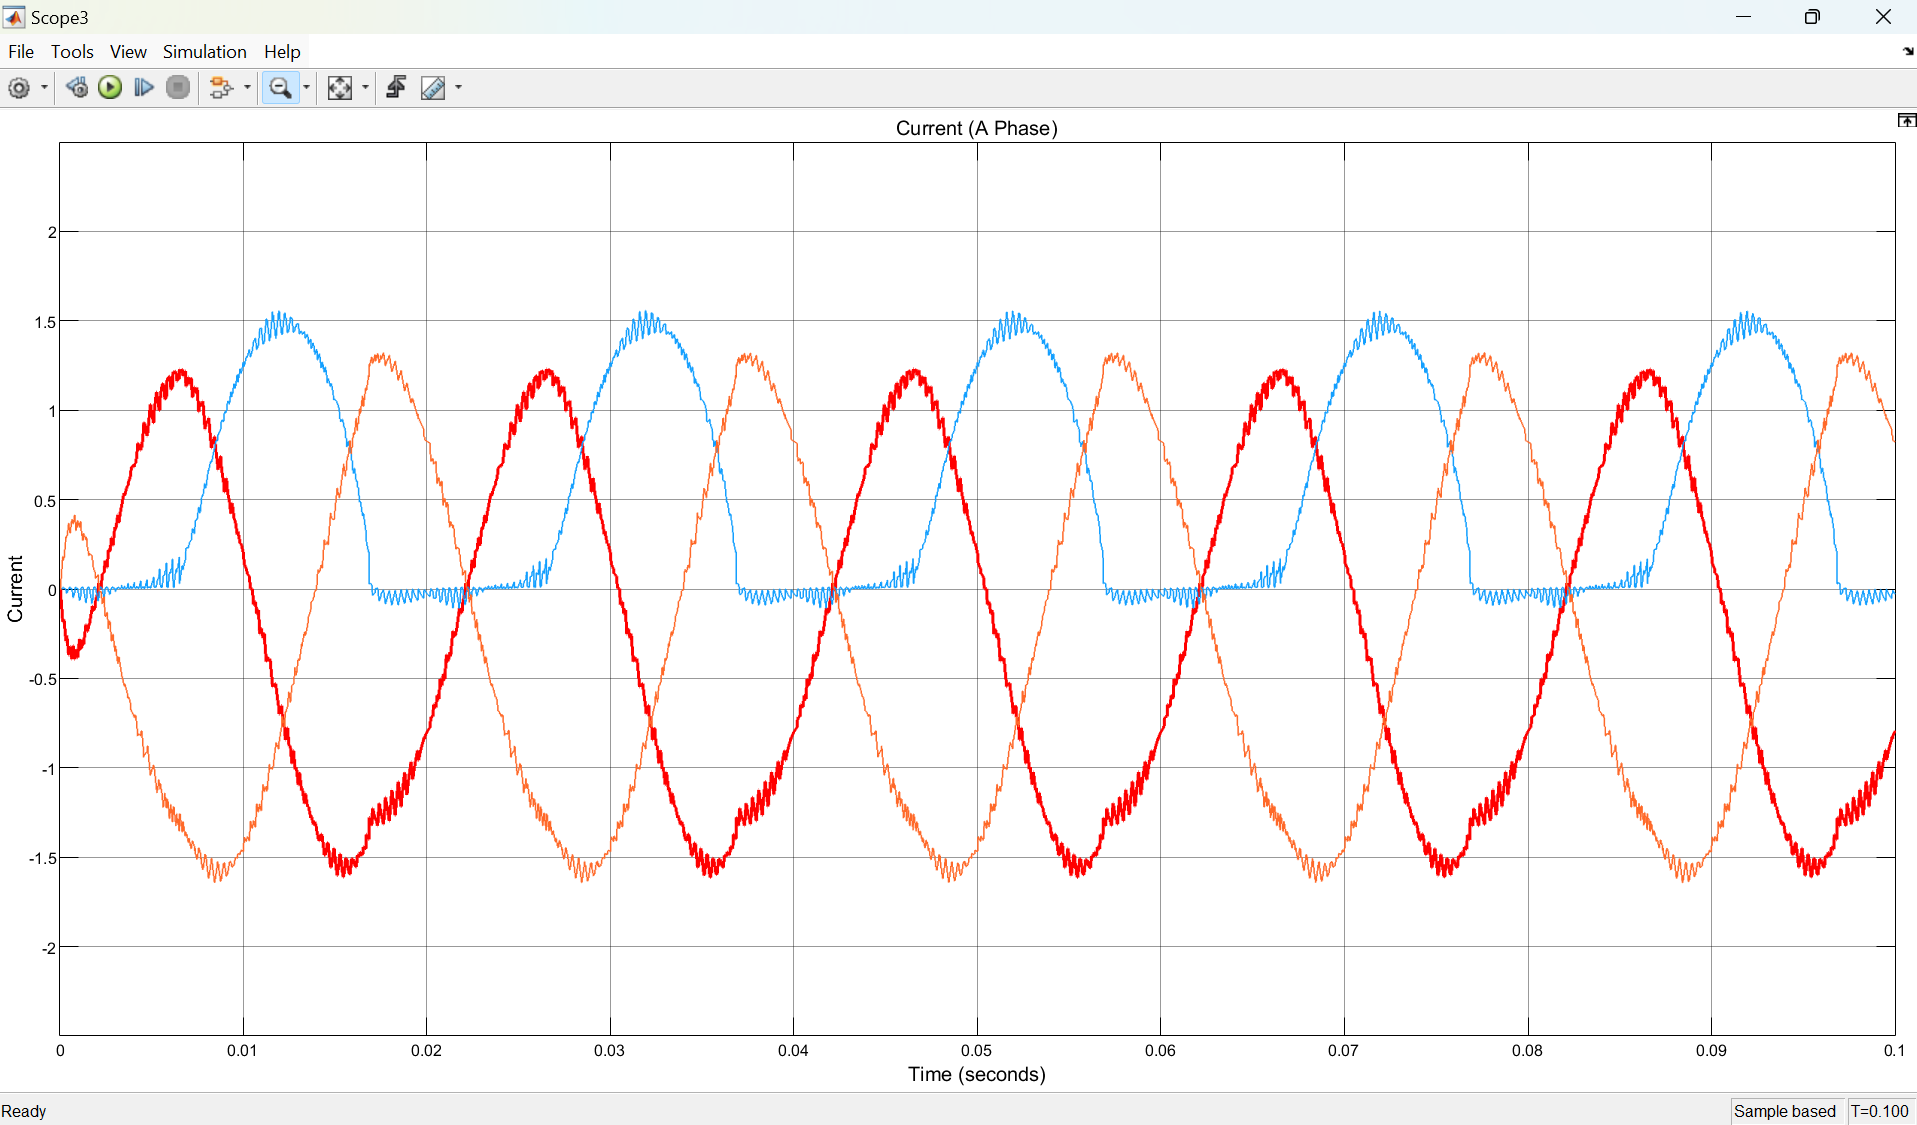 Scope3
File Tools View Simulation Help
Current (A Phase)
2
1.5
1
0.5
0
-0.5
-1
-1.5
-2
Current
0 0.01 0.02 0.03 0.04 0.05 0.06 0.07 0.08 0.09 0.1
Time (seconds)
Ready Sample based T=0.100